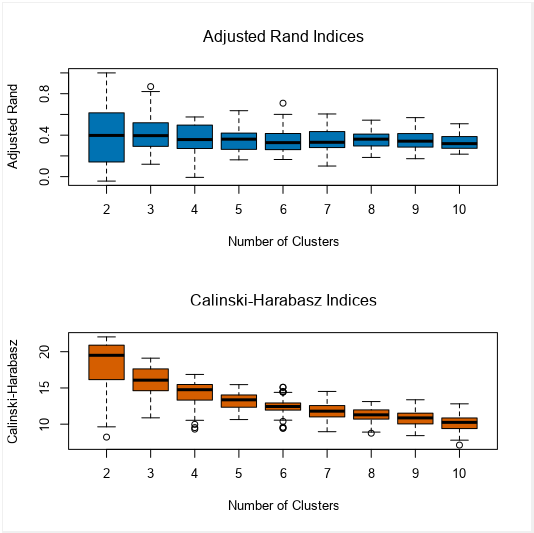 Adjusted Rand Indices
Adjusted Rand
0.8
0.4
0.0
2 3 4 5 6 7 8 9 10
Number of Clusters
Calinski-Harabasz Indices
Calinski-Harabasz
20
15
10
2 3 4 5 6 7 8 9 10
Number of Clusters